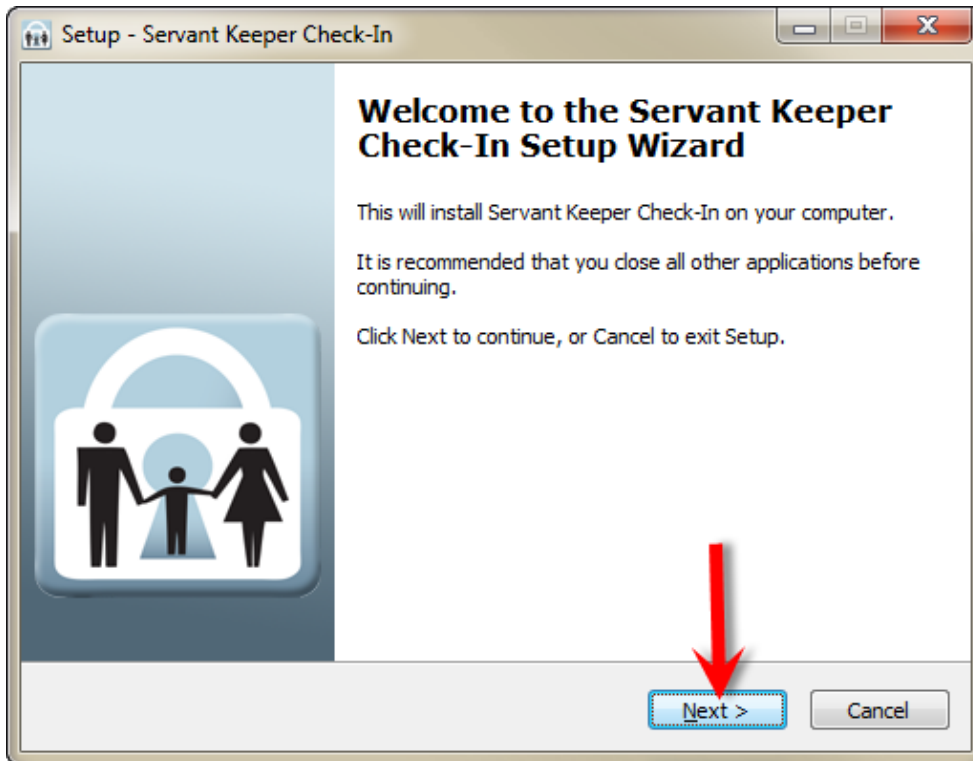 Setup - Servant Keeper Check-In
Welcome to the Servant Keeper
Check-In Setup Wizard
This will install Servant Keeper Check-In on your computer.
It is recommended that you close all other applications before
continuing.
Click Next to continue, or Cancel to exit Setup.
Next >
Cancel